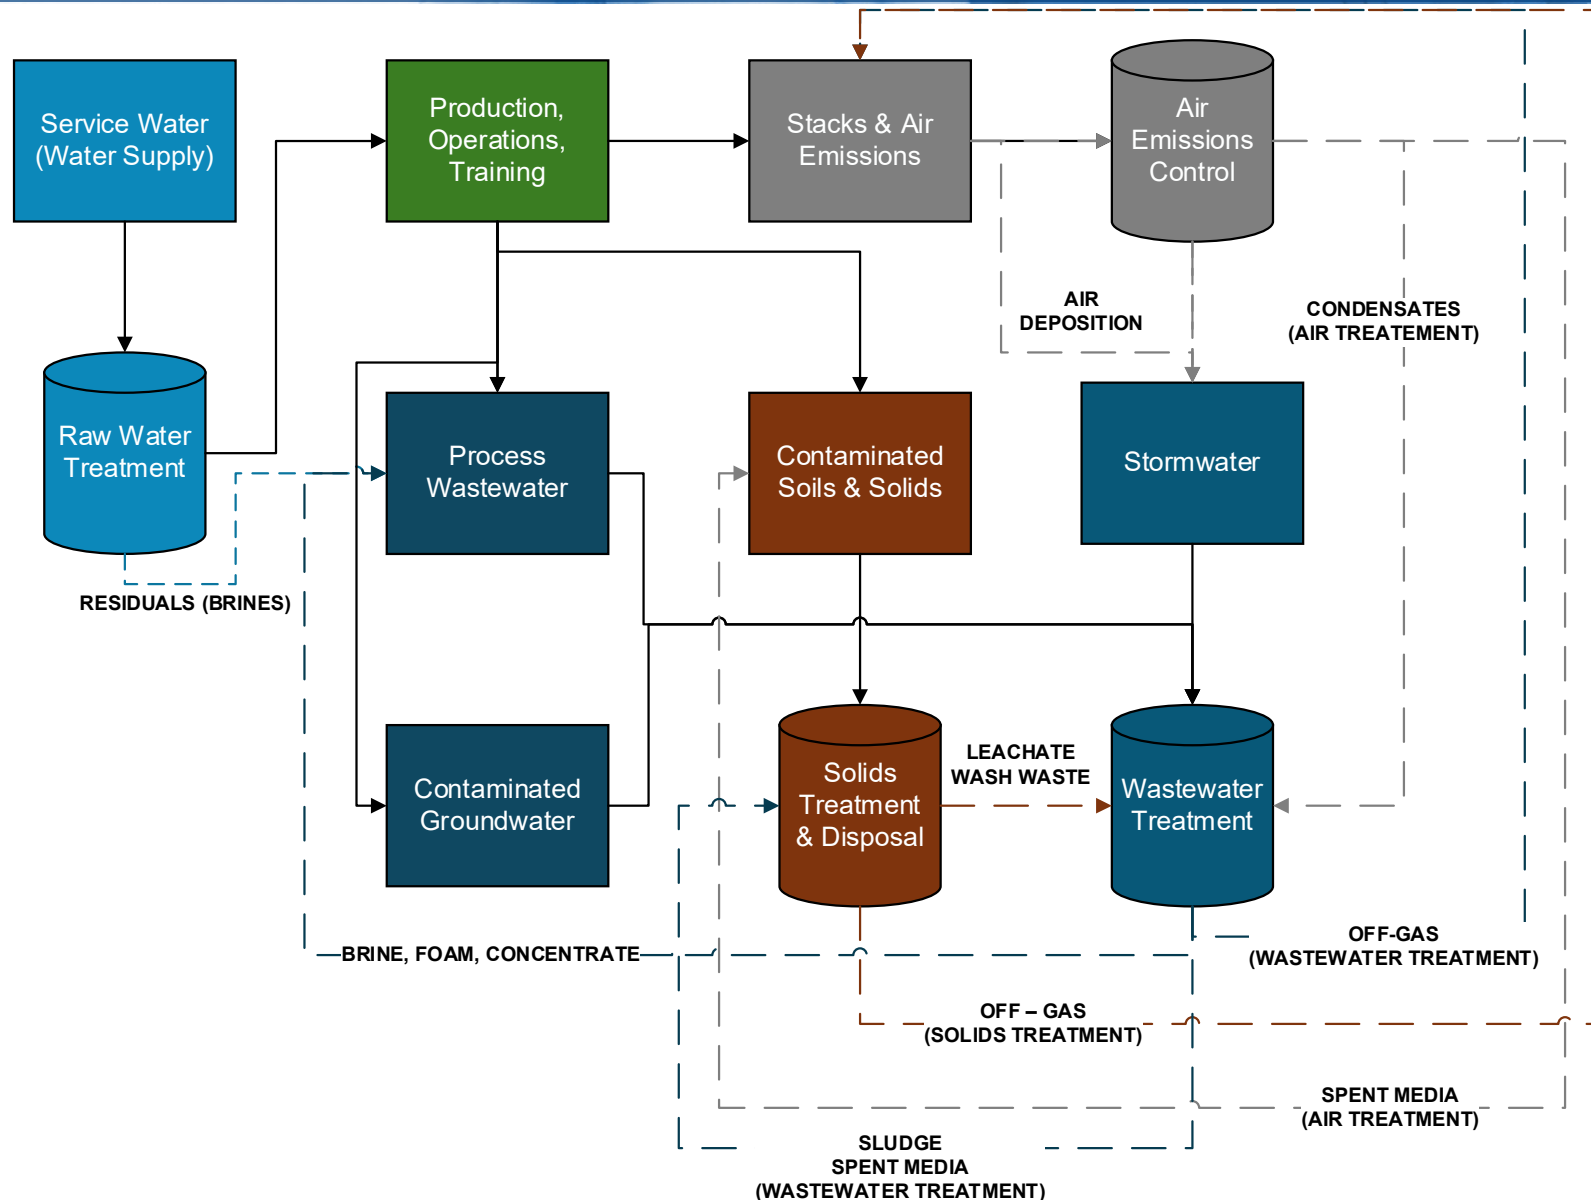 Service Water
(Water Supply)
Production,
Operations,
Training
Stacks & Air
Emissions
Air
Emissions
Control
AIR
DEPOSITION
CONDENSATES
(AIR TREATEMENT)
Raw Water
Treatment
Process
Wastewater
Contaminated
Soils & Solids
Stormwater
RESIDUALS (BRINES)
Contaminated
Groundwater
Solids
Treatment
& Disposal
LEACHATE
WASH WASTE
Wastewater
Treatment
BRINE, FOAM, CONCENTRATE
OFF-GAS
(WASTEWATER TREATMENT)
OFF – GAS
(SOLIDS TREATMENT)
SPENT MEDIA
(AIR TREATMENT)
SLUDGE
SPENT MEDIA
(WASTEWATER TREATMENT)